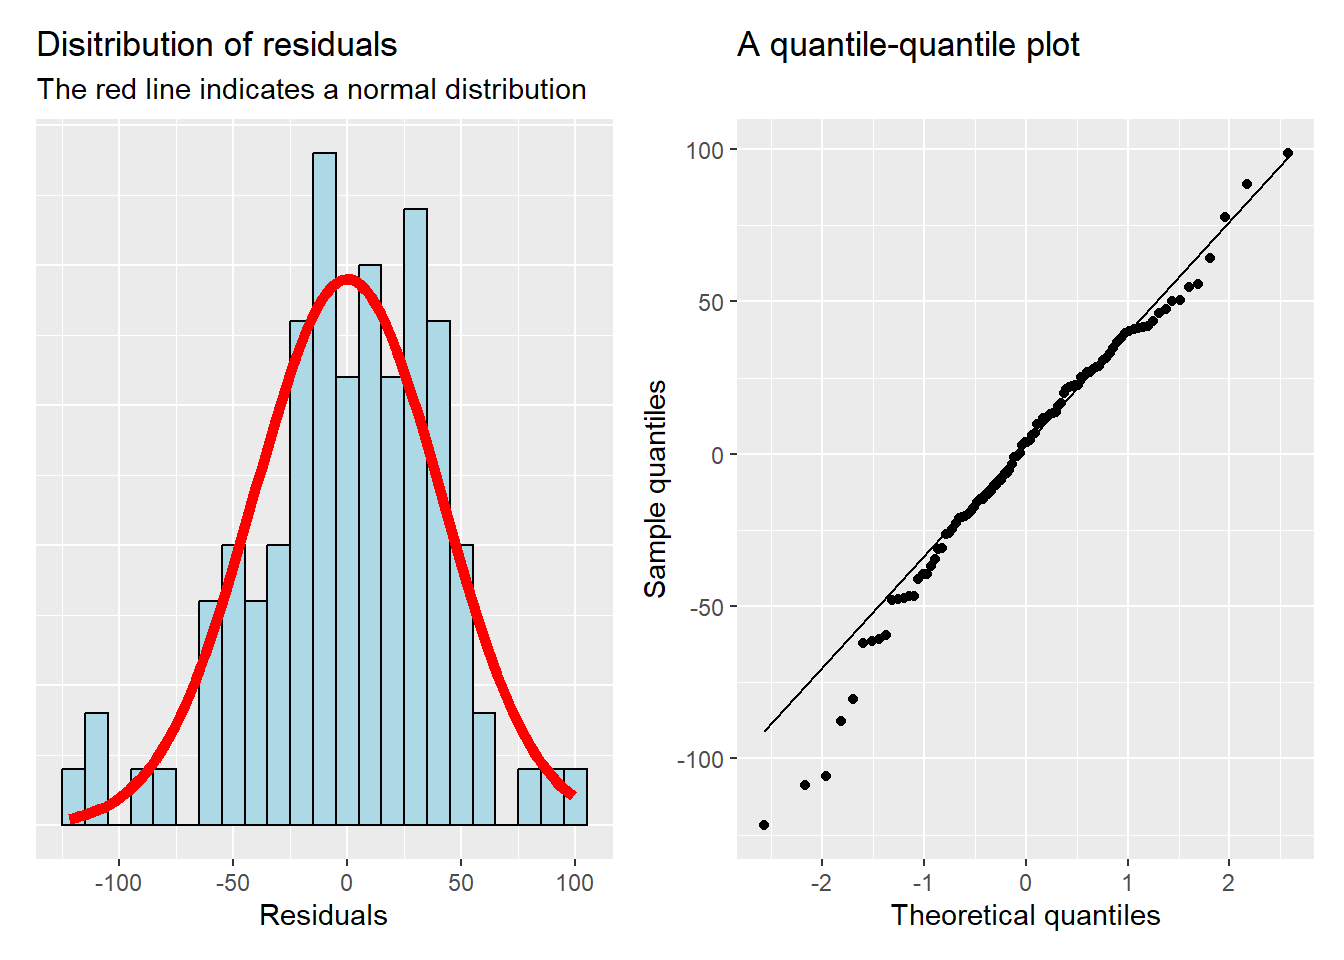 Disitribution of residuals
The red line indicates a normal distribution
-100 -50 0 50 100
Residuals
A quantile-quantile plot
100
50
0
-50
-100
Sample quantiles
-2 -1 0 1 2
Theoretical quantiles